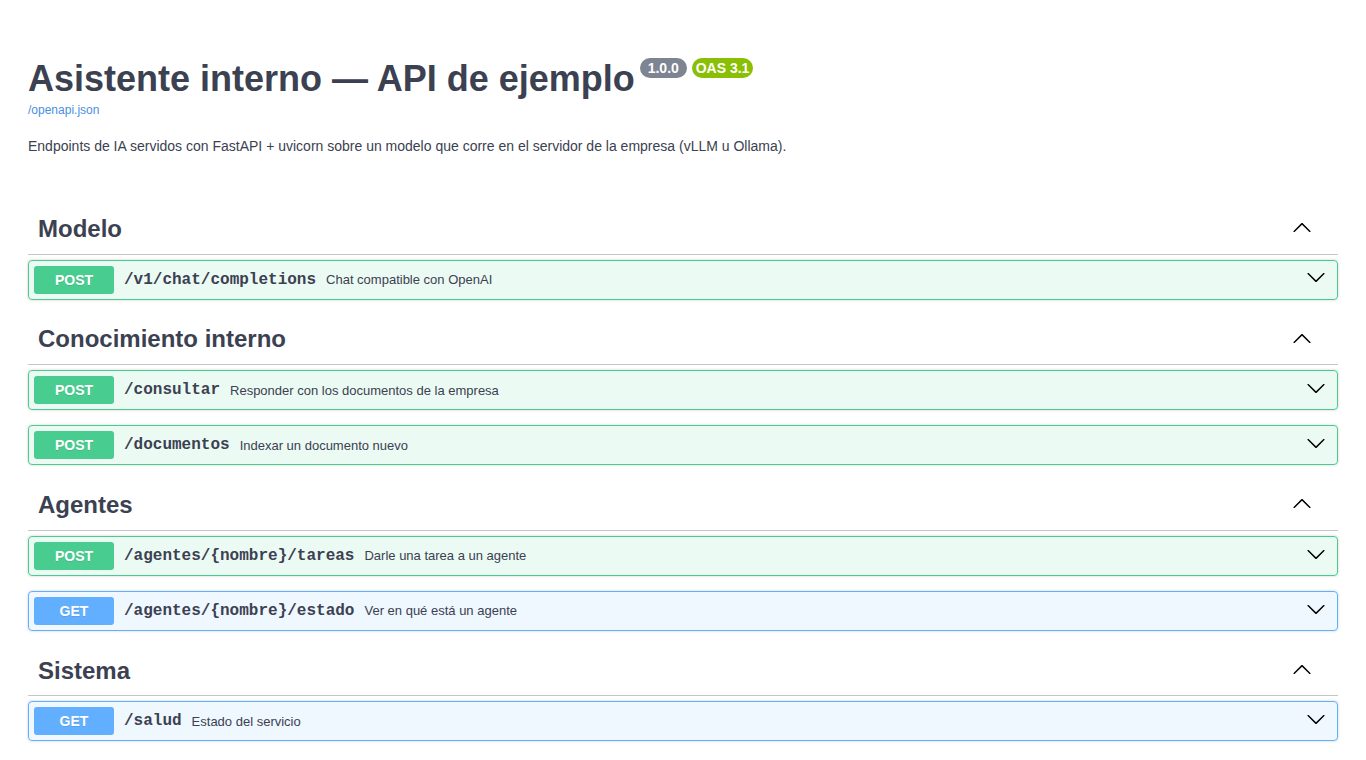 Asistente interno — API de ejemplo 1.0.0 OAS 3.1
/openapi.json
Endpoints de IA servidos con FastAPI + uvicorn sobre un modelo que corre en el servidor de la empresa (vLLM u Ollama).
Modelo
POST /v1/chat/completions Chat compatible con OpenAI
Conocimiento interno
POST /consultar Responder con los documentos de la empresa
POST /documentos Indexar un documento nuevo
Agentes
POST /agentes/{nombre}/tareas Darle una tarea a un agente
GET /agentes/{nombre}/estado Ver en qué está un agente
Sistema
GET /salud Estado del servicio